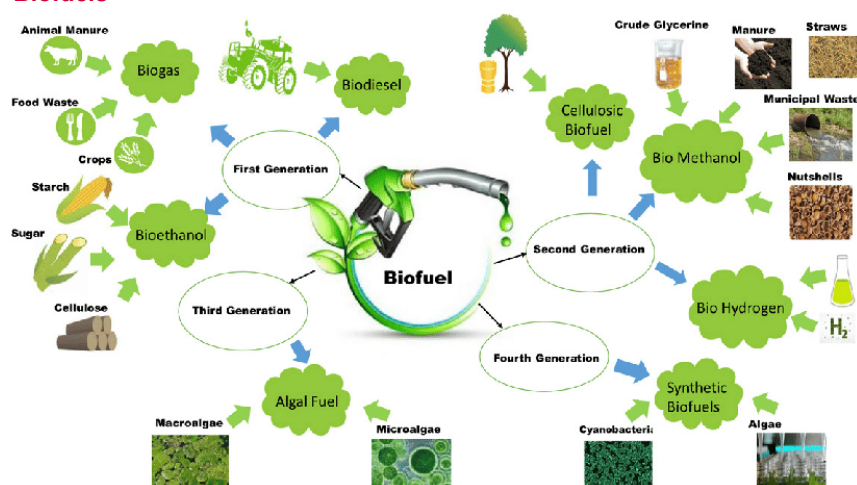 Biofuels
Animal Manure
Biogas
Food Waste
Crops
Biodiesel
Crude Glycerine
Manure
Straws
Cellulosic
Biofuel
Municipal Waste
Bio Methanol
Nutshells
First Generation
Starch
Sugar
Bioethanol
Cellulose
Biofuel
Second Generation
Third Generation
Bio Hydrogen
H2
Fourth Generation
Algal Fuel
Macroalgae
Microalgae
Synthetic
Biofuels
Cyanobacteria
Algae